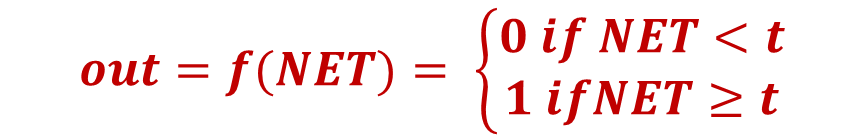 out = f(NET) = {0 if NET < t
1 ifNET ≥ t